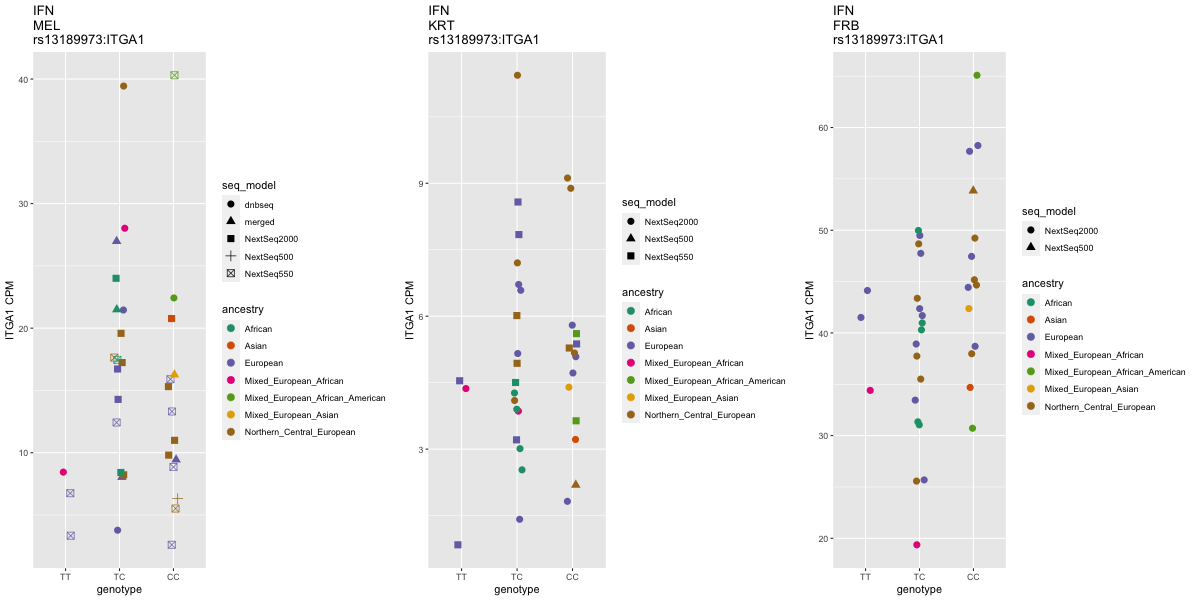 IFN
MEL
rs13189973:ITGA1
ITGA1 CPM
40
30
20
10
TT
TC
CC
genotype
seq_model
dnbseq
merged
NextSeq2000
NextSeq500
NextSeq550
ancestry
African
Asian
European
Mixed_European_African
Mixed_European_African_American
Mixed_European_Asian
Northern_Central_European
IFN
KRT
rs13189973:ITGA1
ITGA1 CPM
9
6
3
TT
TC
CC
genotype
seq_model
NextSeq2000
NextSeq500
NextSeq550
ancestry
African
Asian
European
Mixed_European_African
Mixed_European_African_American
Mixed_European_Asian
Northern_Central_European
IFN
FRB
rs13189973:ITGA1
ITGA1 CPM
60
50
40
30
20
TT
TC
CC
genotype
seq_model
NextSeq2000
NextSeq500
ancestry
African
Asian
European
Mixed_European_African
Mixed_European_African_American
Mixed_European_Asian
Northern_Central_European